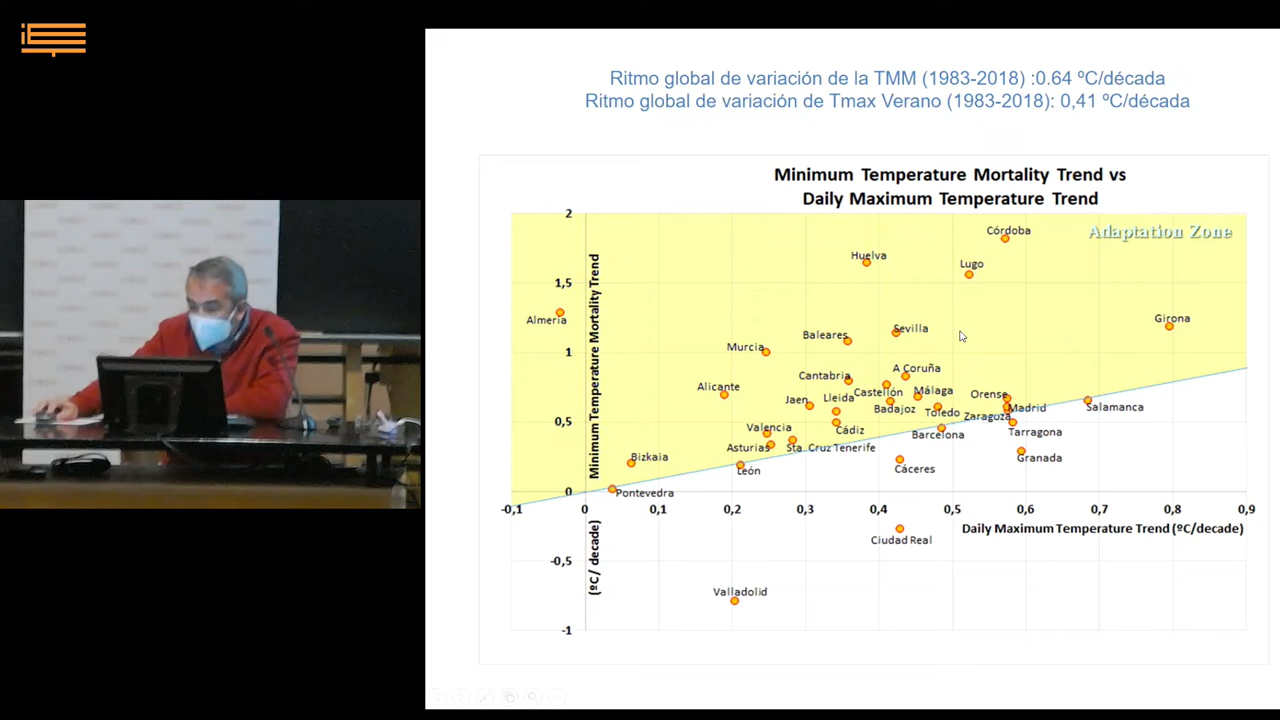 Ritmo global de variación de la TMM (1983-2018) :0.64 ºC/década
Ritmo global de variación de Tmax Verano (1983-2018): 0,41 ºC/década
Minimum Temperature Mortality Trend vs
Daily Maximum Temperature Trend
2
1,5
1
0,5
0
-0,5
-1
Minimum Temperature Mortality Trend
(ºC/ decade)
Adaptation Zone
Córdoba
Huelva
Lugo
Almeria
Girona
Sevilla
Baleares
Murcia
A Coruña
Cantabria
Alicante
Castellón
Málaga
Orense
Jaen
Lleida
Badajoz
Toledo
Madrid
Salamanca
Zaragoza
Valencia
Cádiz
Barcelona
Tarragona
Asturias
Sta. Cruz Tenerife
Bizkaia
León
Cáceres
Granada
Pontevedra
-0,1
0
0,1
0,2
0,3
0,4
0,5
0,6
0,7
0,8
0,9
Daily Maximum Temperature Trend (ºC/decade)
Ciudad Real
Valladolid